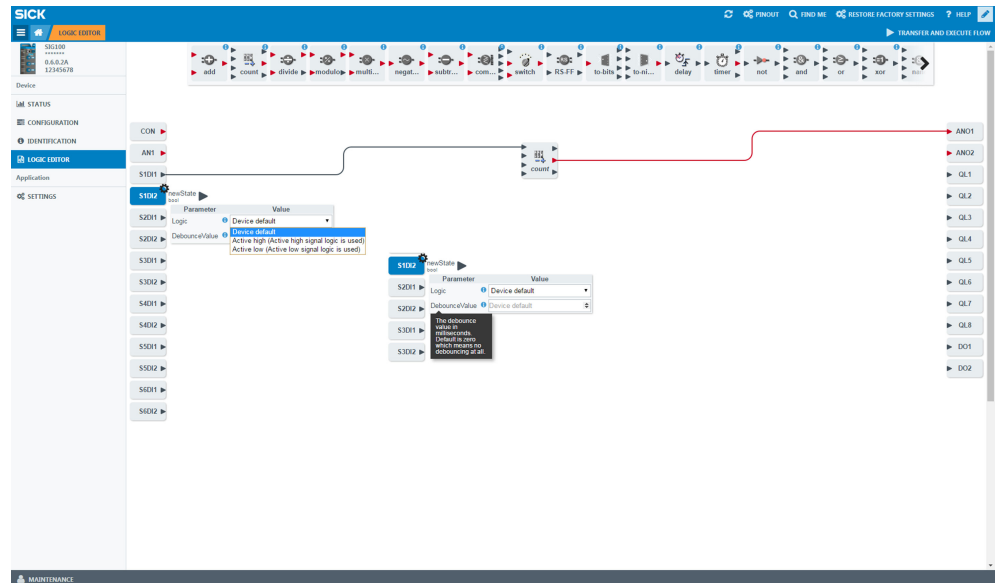 SICK
PINOUT
FIND ME
RESTORE FACTORY SETTINGS
? HELP
LOGIC EDITOR
TRANSFER AND EXECUTE FLOW
SIG100
*******
0.6.0.2A
12345678
Device
STATUS
CONFIGURATION
IDENTIFICATION
LOGIC EDITOR
Application
SETTINGS
add
count
divide
modulo
multi...
negat...
subtr...
com...
switch
RS-FF
to-bits
to-ni...
delay
timer
not
and
or
xor
CON
AN1
S1DI1
S1DI2
S2DI1
S2DI2
S3DI1
S3DI2
S4DI1
S4DI2
S5DI1
S5DI2
S6DI1
S6DI2
newState
bool
Parameter Value
Logic Device default
DebounceValue
Device default
Active high (Active high signal logic is used)
Active low (Active low signal logic is used)
count
S1DI2
S2DI1
S2DI2
S3DI1
S3DI2
newState
bool
Parameter Value
Logic Device default
DebounceValue Device default
The debounce
value in
milliseconds.
Default is zero
which means no
debouncing at all.
ANO1
ANO2
QL1
QL2
QL3
QL4
QL5
QL6
QL7
QL8
DO1
DO2
MAINTENANCE